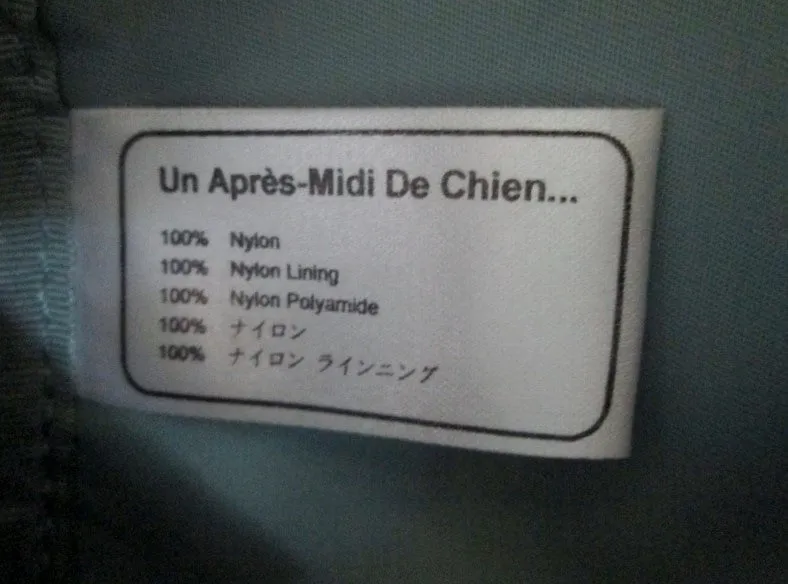 Un Après-Midi De Chien...
100% Nylon
100% Nylon Lining
100% Nylon Polyamide
100% ナイロン
100% ナイロン ラインニング